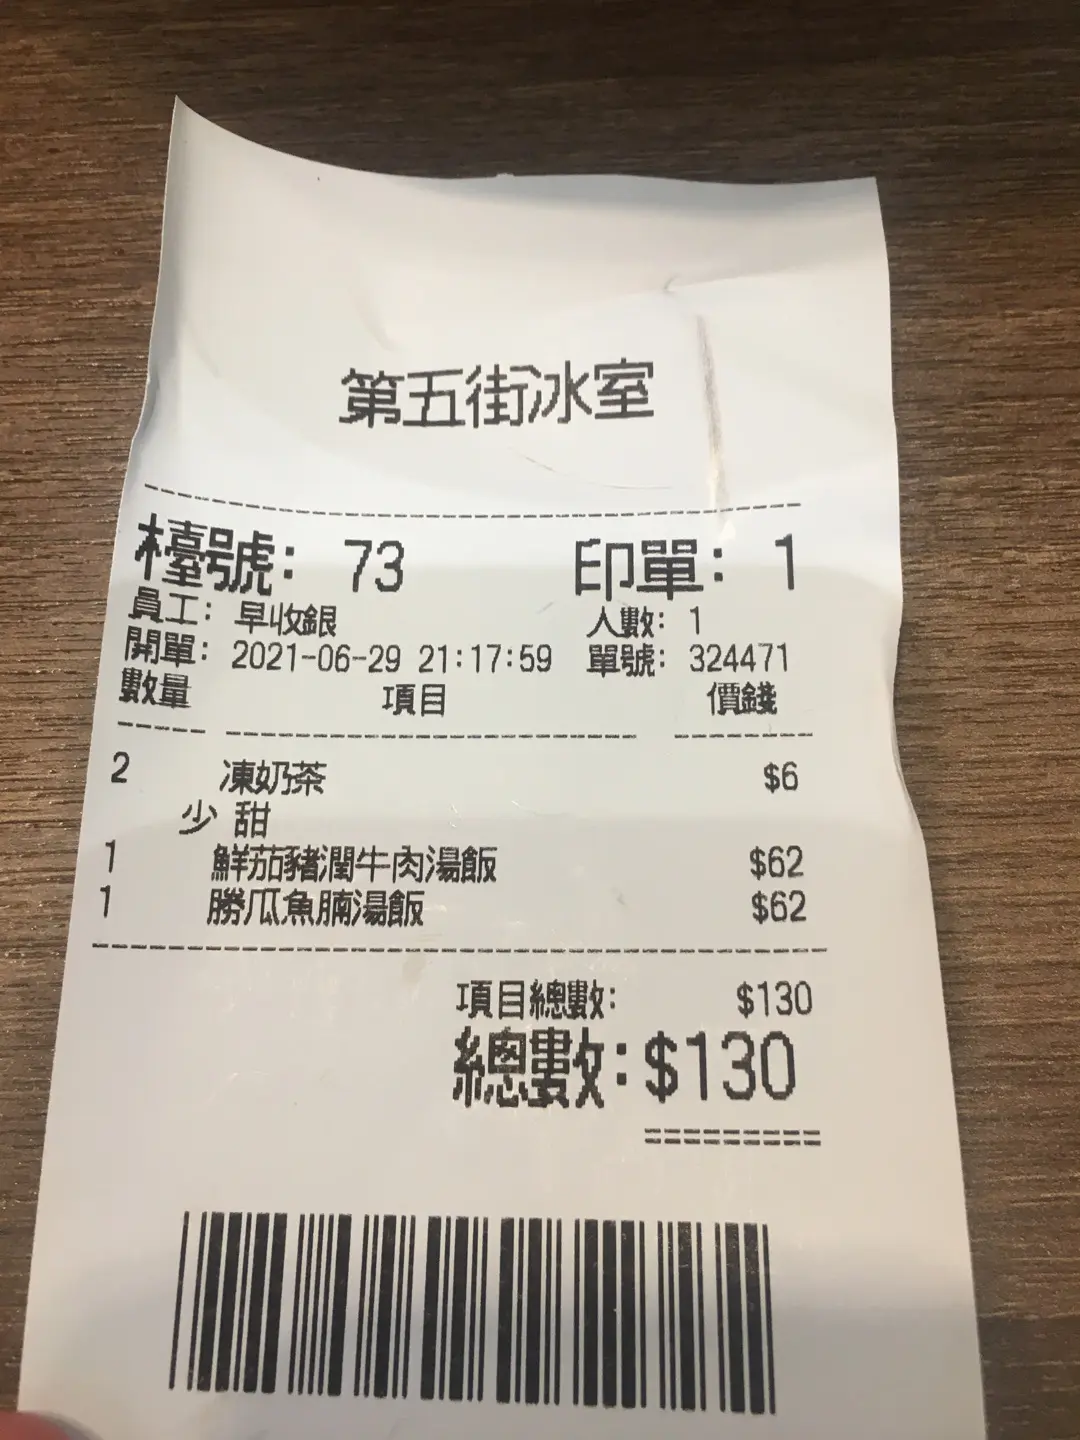 第五街冰室
檯號: 73 印單: 1
員工: 早收銀 人數: 1
開單: 2021-06-29 21:17:59 單號: 324471
數量 項目 價錢
2 凍奶茶 $6
少 甜
1 鮮茄豬潤牛肉湯飯 $62
1 勝瓜魚腩湯飯 $62
項目總數: $130
總數: $130
=========